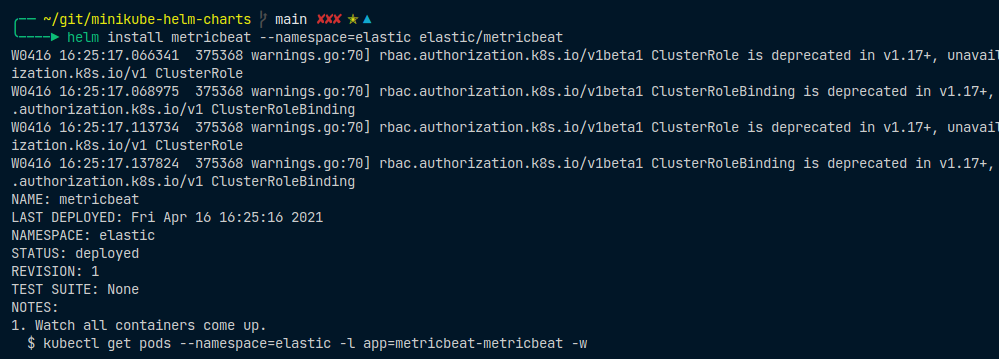 ~/git/minikube-helm-charts main ✘✘✘ ★ ▲
helm install metricbeat --namespace=elastic elastic/metricbeat
W0416 16:25:17.066341  375368 warnings.go:70] rbac.authorization.k8s.io/v1beta1 ClusterRole is deprecated in v1.17+, unavai
ization.k8s.io/v1 ClusterRole
W0416 16:25:17.068975  375368 warnings.go:70] rbac.authorization.k8s.io/v1beta1 ClusterRoleBinding is deprecated in v1.17+,
.authorization.k8s.io/v1 ClusterRoleBinding
W0416 16:25:17.113734  375368 warnings.go:70] rbac.authorization.k8s.io/v1beta1 ClusterRole is deprecated in v1.17+, unavai
ization.k8s.io/v1 ClusterRole
W0416 16:25:17.137824  375368 warnings.go:70] rbac.authorization.k8s.io/v1beta1 ClusterRoleBinding is deprecated in v1.17+,
.authorization.k8s.io/v1 ClusterRoleBinding
NAME: metricbeat
LAST DEPLOYED: Fri Apr 16 16:25:16 2021
NAMESPACE: elastic
STATUS: deployed
REVISION: 1
TEST SUITE: None
NOTES:
1. Watch all containers come up.
  $ kubectl get pods --namespace=elastic -l app=metricbeat-metricbeat -w